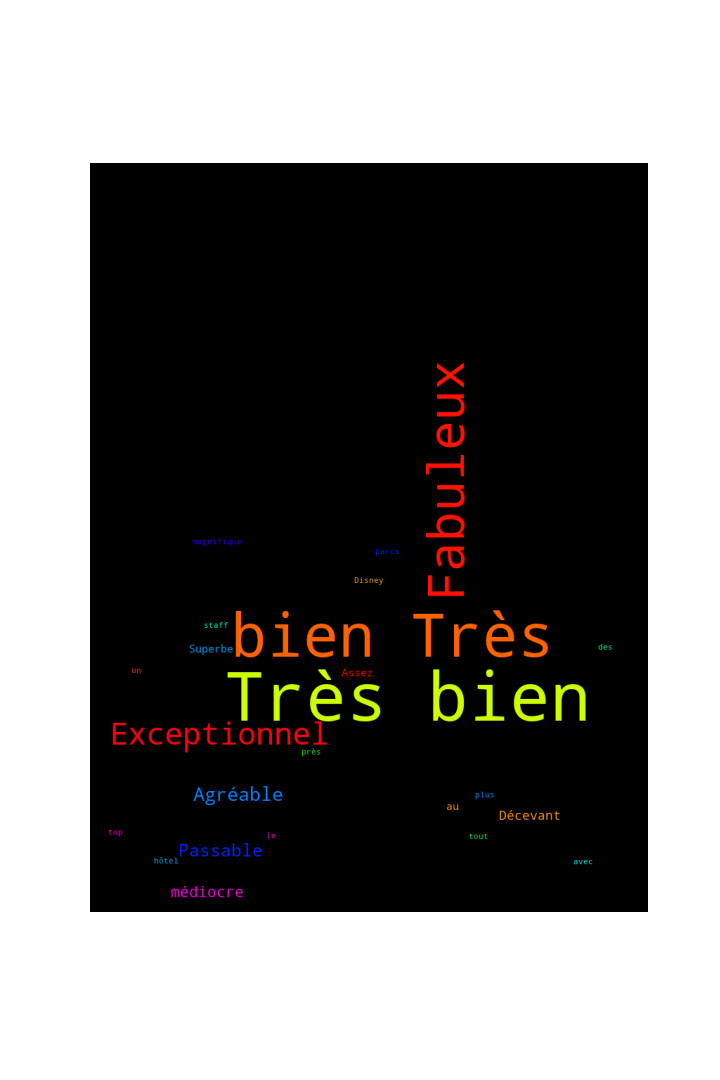 Fabuleux
magnifique
parcs
Disney
bien Très
staff
Superbe
des
un
Assez
Très bien
Exceptionnel
près
Agréable
plus
au
Décevant
top
le
tout
Passable
hôtel
avec
médiocre